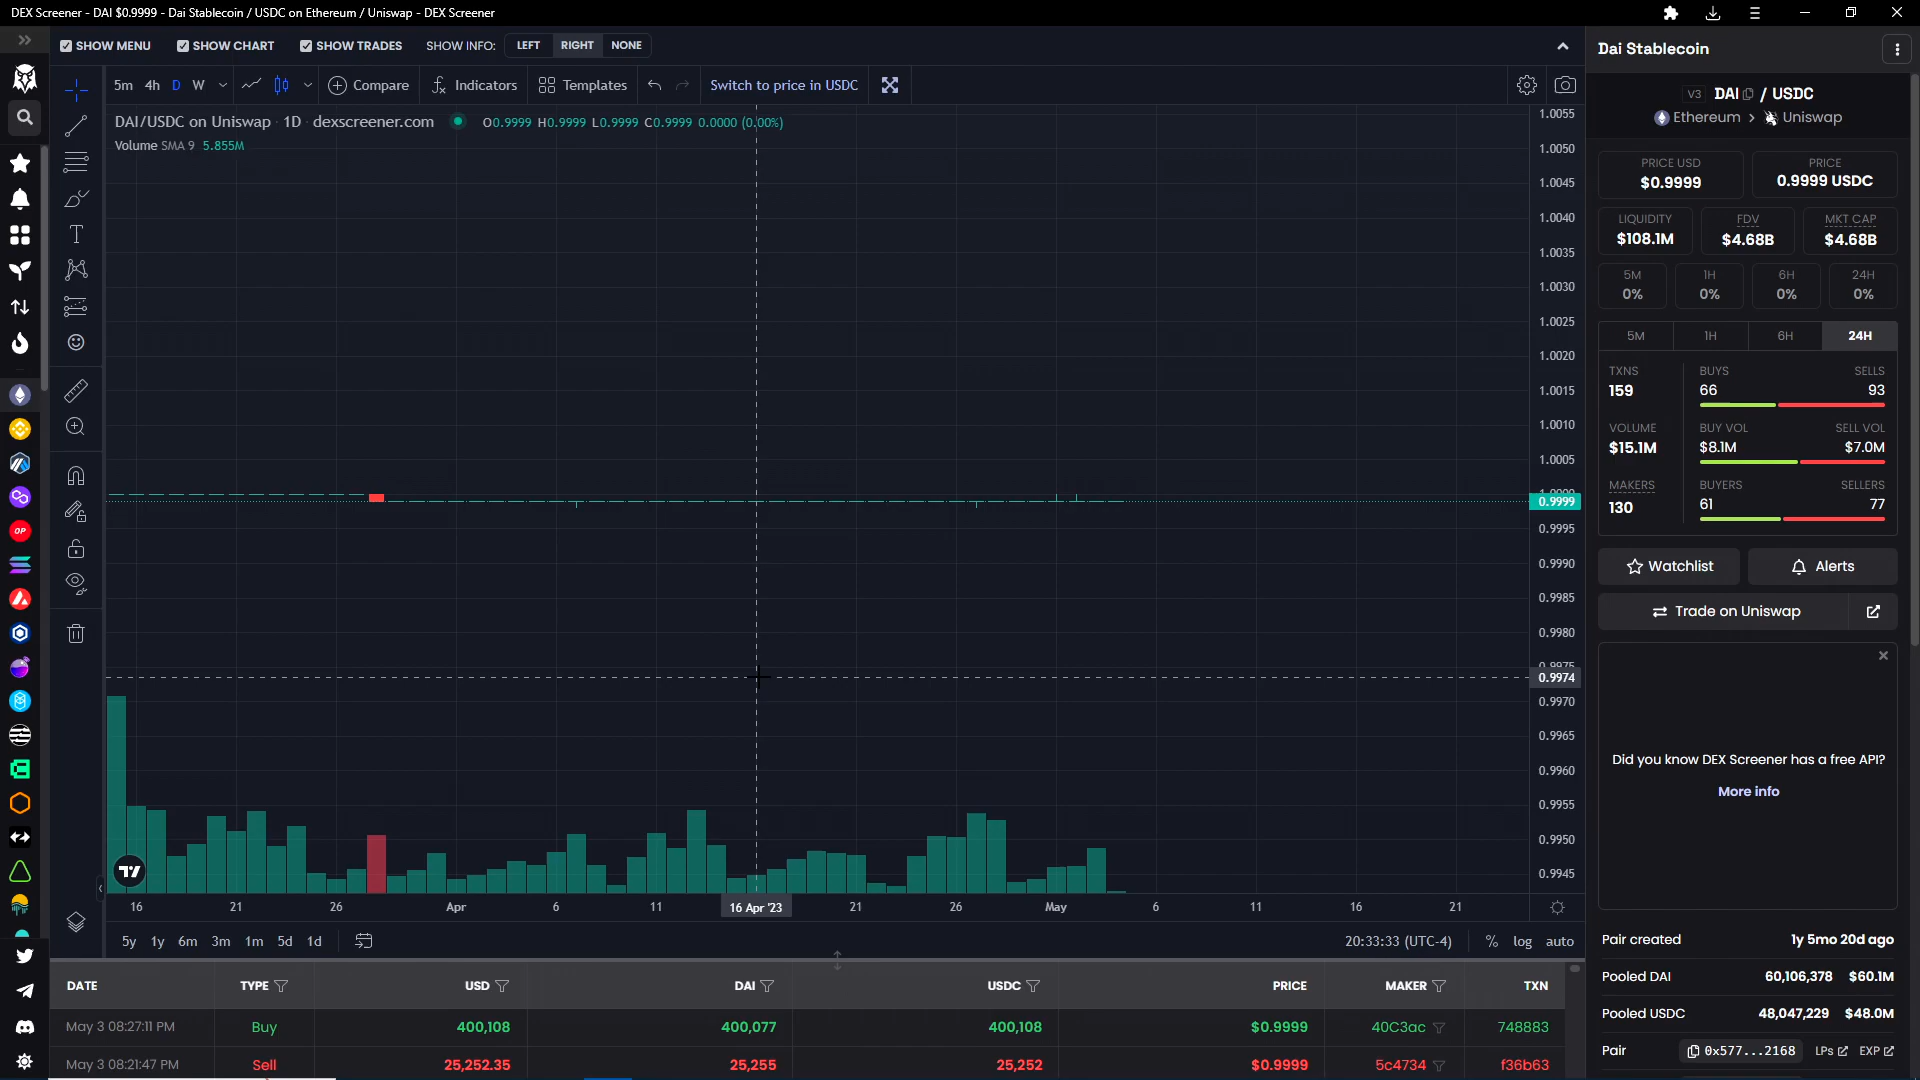 DEX Screener - DAI $0.9999 - Dai Stablecoin / USDC on Ethereum / Uniswap - DEX Screener
SHOW MENU SHOW CHART SHOW TRADES SHOW INFO: LEFT RIGHT NONE
5m 4h D W Compare Indicators Templates Switch to price in USDC
DAI/USDC on Uniswap · 1D · dexscreener.com O0.9999 H0.9999 L0.9999 C0.9999 0.0000 (0.00%)
Volume SMA 9 5.855M
1.0055
1.0050
1.0045
1.0040
1.0035
1.0030
1.0025
1.0020
1.0015
1.0010
1.0005
1.0000
0.9999
0.9995
0.9990
0.9985
0.9980
0.9975
0.9974
0.9970
0.9965
0.9960
0.9955
0.9950
0.9945
16 21 26 Apr 6 11 16 Apr '23 21 26 May 6 11 16 21
5y 1y 6m 3m 1m 5d 1d 20:33:33 (UTC-4) % log auto
DATE TYPE USD DAI USDC PRICE MAKER TXN
May 3 08:27:11 PM Buy 400,108 400,077 400,108 $0.9999 40C3ac 748883
May 3 08:21:47 PM Sell 25,252.35 25,255 25,252 $0.9999 5c4734 f36b63
OP
Dai Stablecoin
V3 DAI / USDC
Ethereum > Uniswap
PRICE USD PRICE
$0.9999 0.9999 USDC
LIQUIDITY FDV MKT CAP
$108.1M $4.68B $4.68B
5M 1H 6H 24H
0% 0% 0% 0%
5M 1H 6H 24H
TXNS BUYS SELLS
159 66 93
VOLUME BUY VOL SELL VOL
$15.1M $8.1M $7.0M
MAKERS BUYERS SELLERS
130 61 77
Watchlist Alerts
Trade on Uniswap
Did you know DEX Screener has a free API?
More info
Pair created 1y 5mo 20d ago
Pooled DAI 60,106,378 $60.1M
Pooled USDC 48,047,229 $48.0M
Pair 0x577...2168 LPs EXP